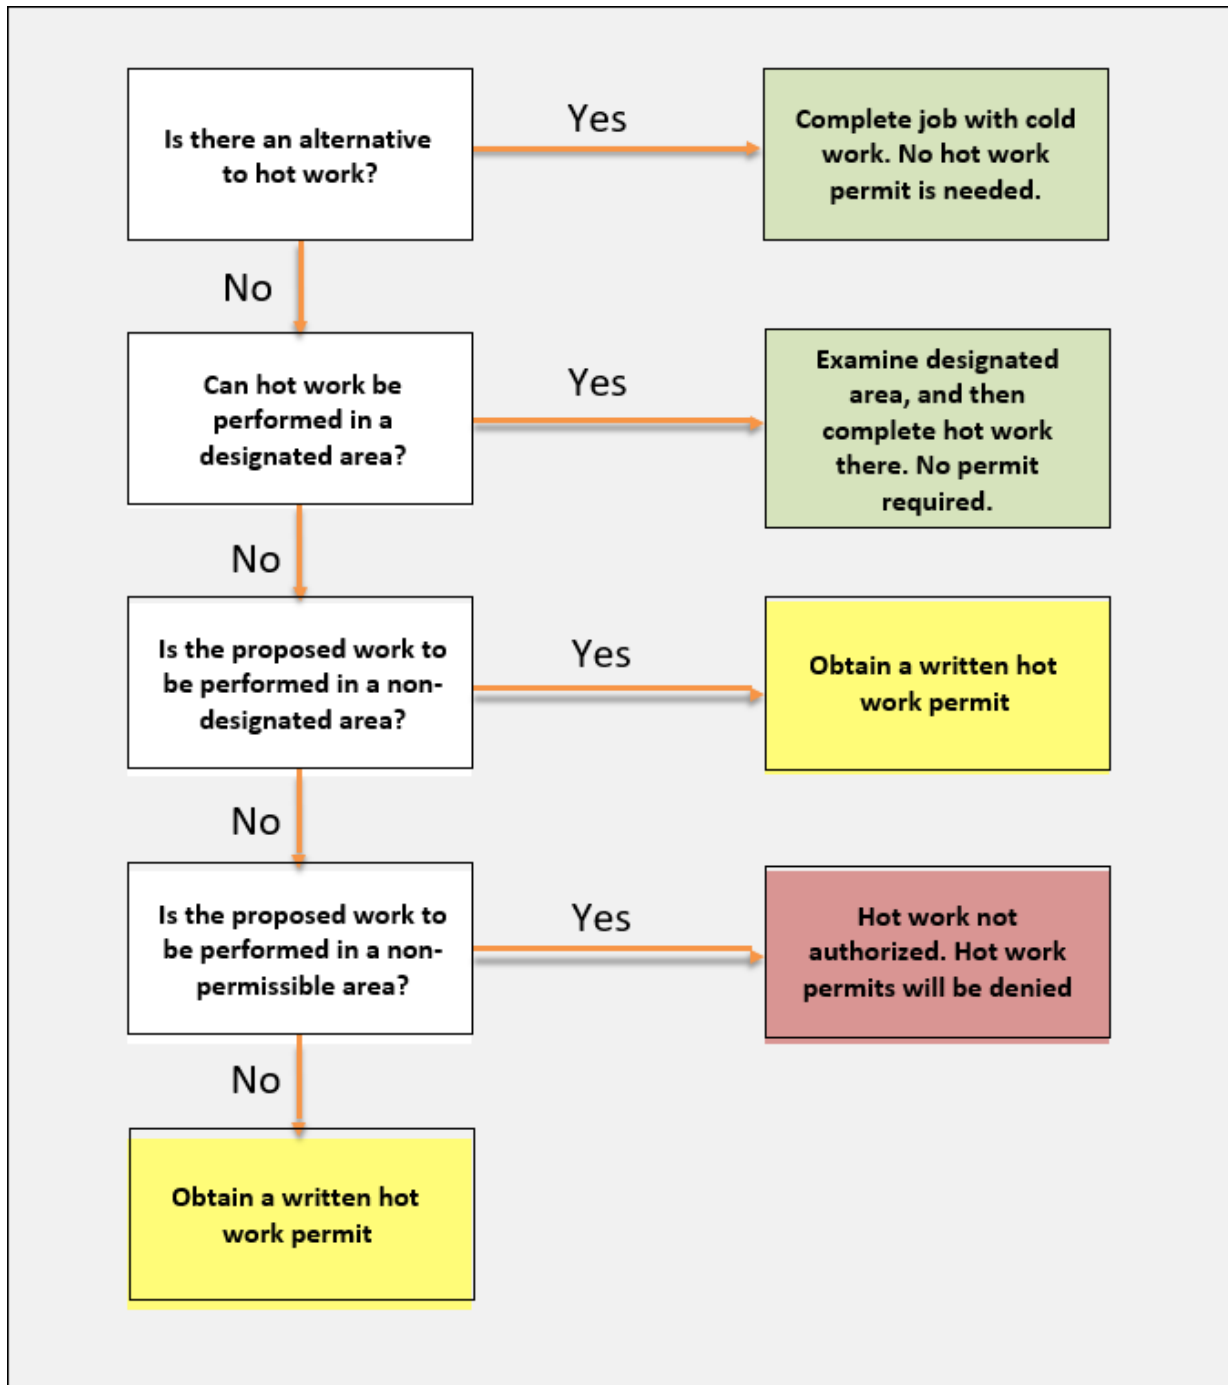 Is there an alternative
to hot work?
Yes
Complete job with cold
work. No hot work
permit is needed.
No
Can hot work be
performed in a
designated area?
Yes
Examine designated
area, and then
complete hot work
there. No permit
required.
No
Is the proposed work to
be performed in a non-
designated area?
Yes
Obtain a written hot
work permit
No
Is the proposed work to
be performed in a non-
permissible area?
Yes
Hot work not
authorized. Hot work
permits will be denied
No
Obtain a written hot
work permit